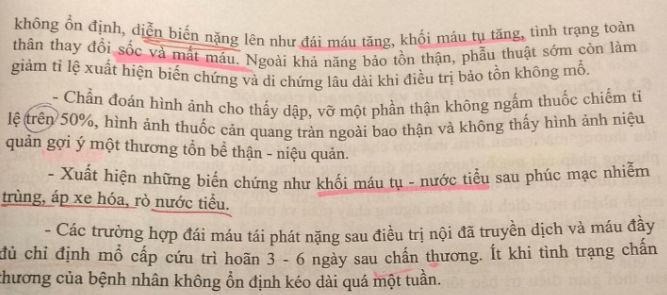 không ổn định, diễn biến nặng lên như đái máu tăng, khối máu tụ tăng, tình trạng toàn
thân thay đổi sốc và mất máu. Ngoài khả năng bảo tồn thận, phẫu thuật sớm còn làm
giảm tỉ lệ xuất hiện biến chứng và di chứng lâu dài khi điều trị bảo tồn không mổ.
- Chẩn đoán hình ảnh cho thấy dập, vỡ một phần thận không ngấm thuốc chiếm tỉ
lệ trên 50%, hình ảnh thuốc cản quang tràn ngoài bao thận và không thấy hình ảnh niệu
quản gợi ý một thương tổn bể thận - niệu quản.
- Xuất hiện những biến chứng như khối máu tụ - nước tiểu sau phúc mạc nhiễm
trùng, áp xe hóa, rò nước tiểu.
- Các trường hợp đái máu tái phát nặng sau điều trị nội đã truyền dịch và máu đầy
đủ chỉ định mổ cấp cứu trì hoãn 3 - 6 ngày sau chấn thương. Ít khi tình trạng chấn
thương của bệnh nhân không ổn định kéo dài quá một tuần.